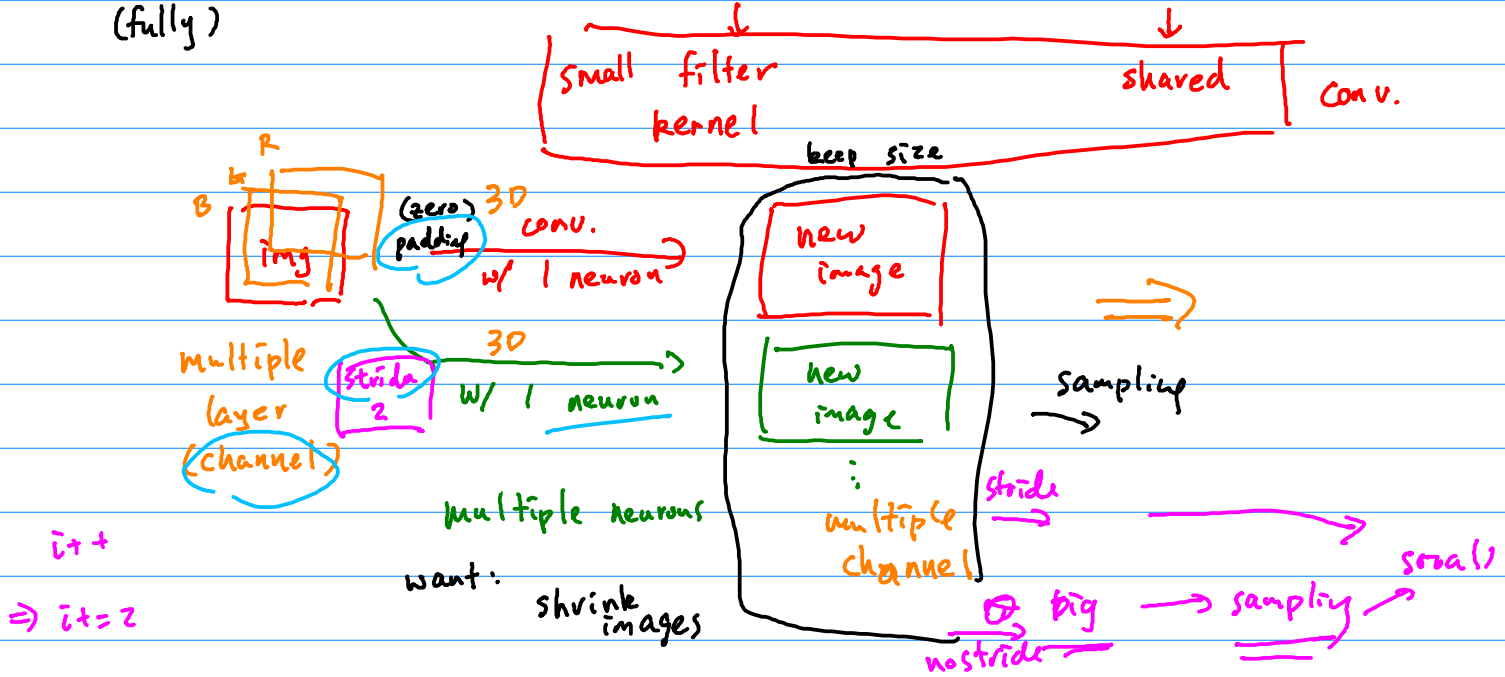 (fully)
small filter shared
kernel
conv.
keep size
R
G
B
img
(zero)
padding
3D
conv.
w/ 1 neuron
new
image
3D
w/ 1 neuron
stride
2
multiple
layer
(channel)
new
image
sampling
multiple neurons
multiple
channel
stride
i++
⇒ i+=2
want:
shrink
images
big → sampling → small
no stride